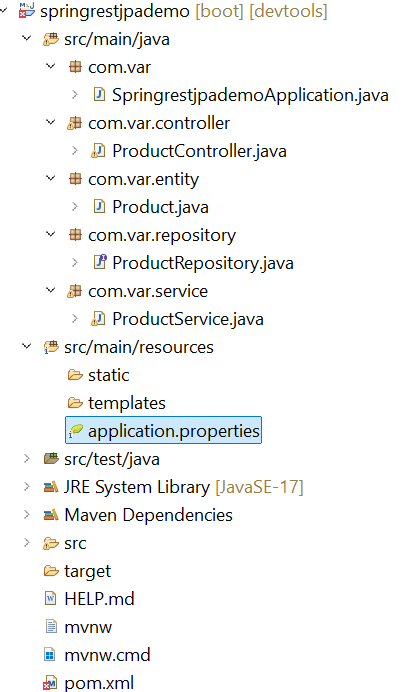 springrestjpademo [boot] [devtools]
src/main/java
com.var
SpringrestjpademoApplication.java
com.var.controller
ProductController.java
com.var.entity
Product.java
com.var.repository
ProductRepository.java
com.var.service
ProductService.java
src/main/resources
static
templates
application.properties
src/test/java
JRE System Library [JavaSE-17]
Maven Dependencies
src
target
HELP.md
mvnw
mvnw.cmd
pom.xml